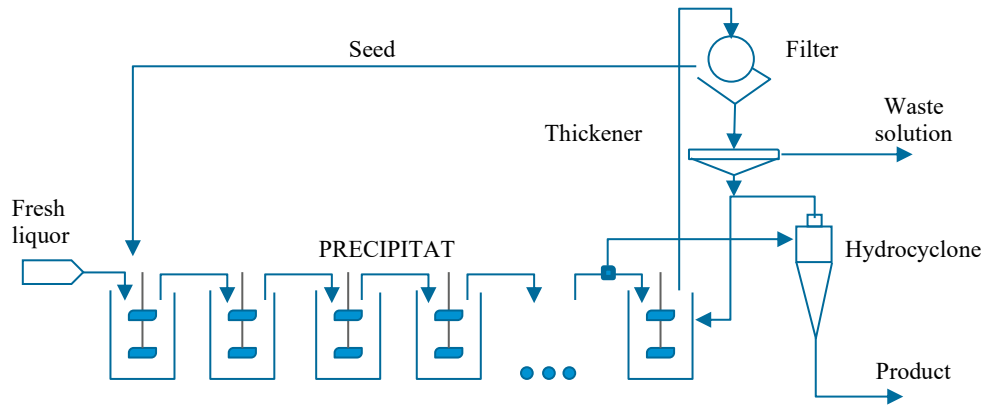 Seed
Filter
Waste
solution
Thickener
Fresh
liquor
PRECIPITAT
Hydrocyclone
Product